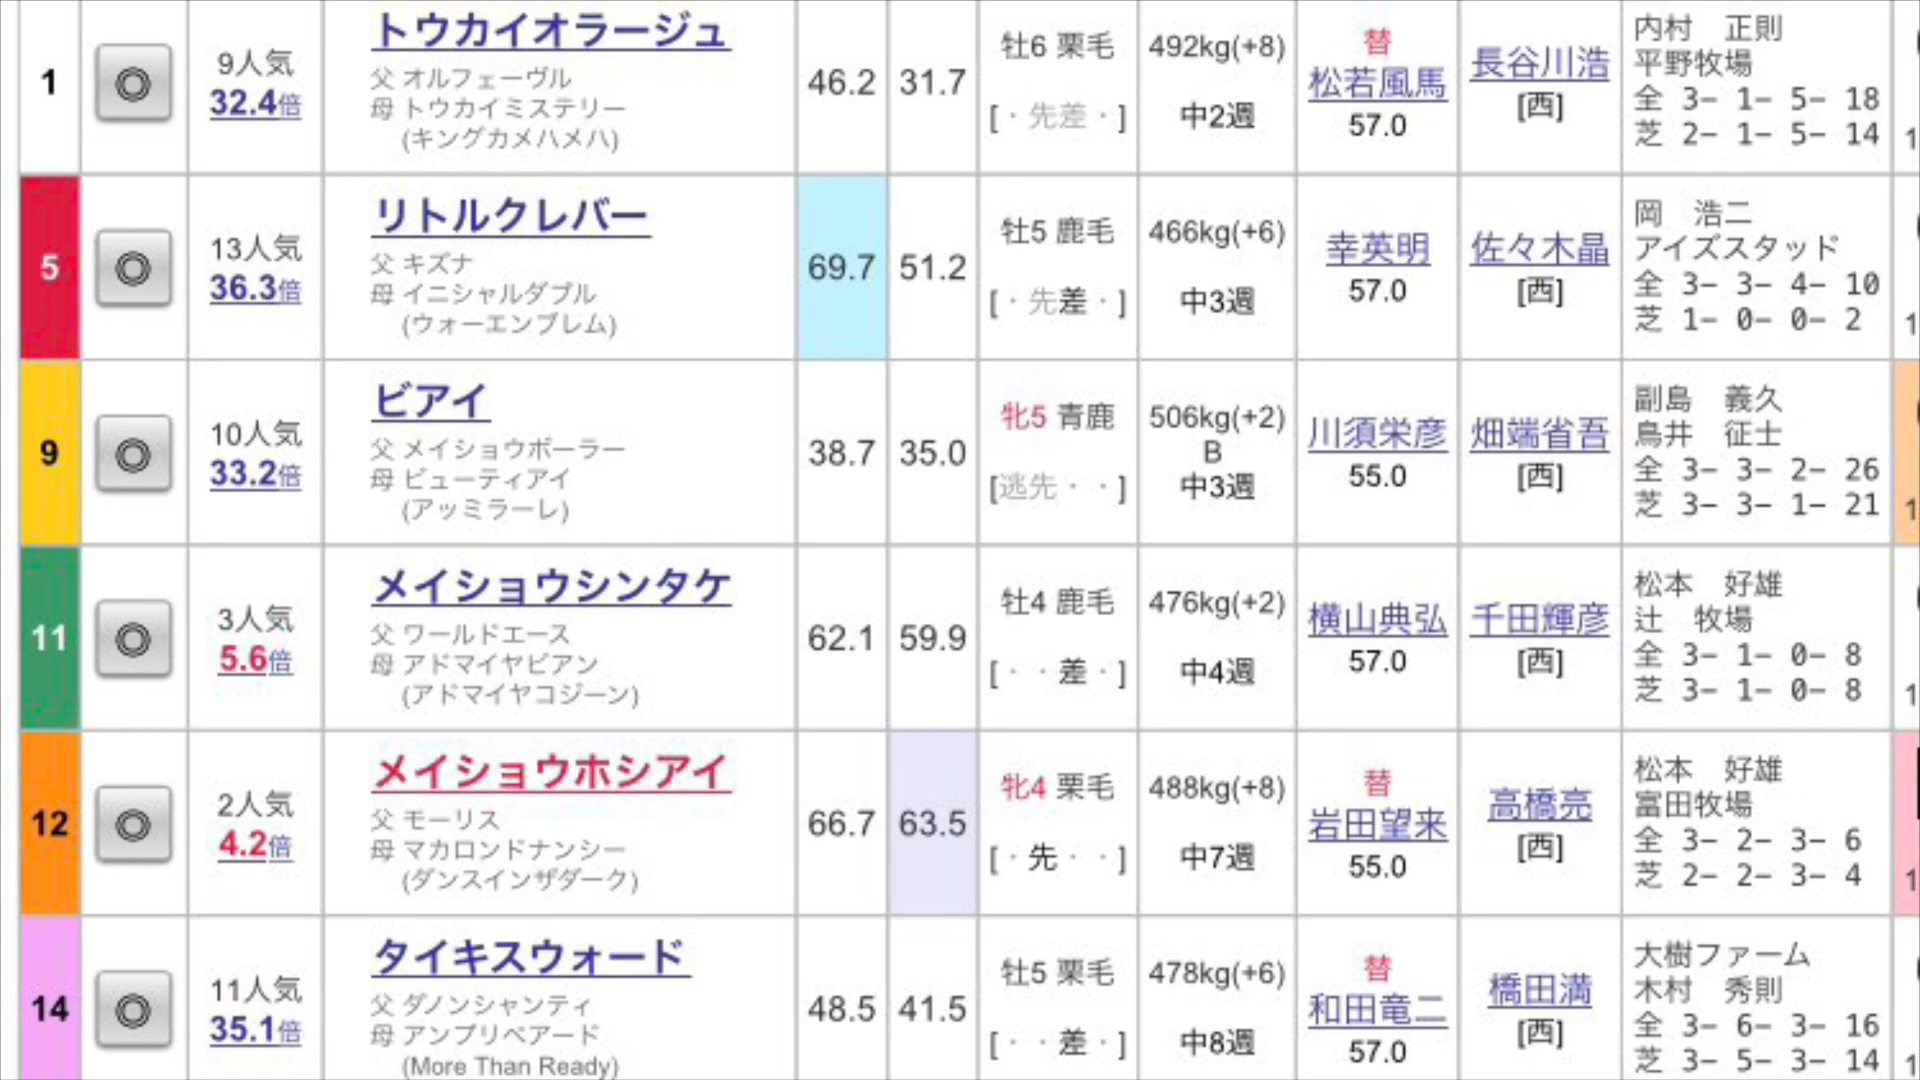 1
◎
9人気
32.4倍
トウカイオラージュ
父 オルフェーヴル
母 トウカイミステリー
(キングカメハメハ)
46.2
31.7
牡6 栗毛
[・先差・]
492kg(+8)
中2週
替
松若風馬
57.0
長谷川浩
[西]
内村 正則
平野牧場
全 3- 1- 5- 18
芝 2- 1- 5- 14
5
◎
13人気
36.3倍
リトルクレバー
父 キズナ
母 イニシャルダブル
(ウォーエンブレム)
69.7
51.2
牡5 鹿毛
[・先差・]
466kg(+6)
中3週
幸英明
57.0
佐々木晶
[西]
岡 浩二
アイズスタッド
全 3- 3- 4- 10
芝 1- 0- 0- 2
9
◎
10人気
33.2倍
ビアイ
父 メイショウボーラー
母 ビューティアイ
(アッミラーレ)
38.7
35.0
牝5 青鹿
[逃先・・]
506kg(+2)
B
中3週
川須栄彦
55.0
畑端省吾
[西]
副島 義久
鳥井 征士
全 3- 3- 2- 26
芝 3- 3- 1- 21
11
◎
3人気
5.6倍
メイショウシンタケ
父 ワールドエース
母 アドマイヤビアン
(アドマイヤコジーン)
62.1
59.9
牡4 鹿毛
[・・差・]
476kg(+2)
中4週
横山典弘
57.0
千田輝彦
[西]
松本 好雄
辻 牧場
全 3- 1- 0- 8
芝 3- 1- 0- 8
12
◎
2人気
4.2倍
メイショウホシアイ
父 モーリス
母 マカロンドナンシー
(ダンスインザダーク)
66.7
63.5
牝4 栗毛
[・先・・]
488kg(+8)
中7週
替
岩田望来
55.0
高橋亮
[西]
松本 好雄
富田牧場
全 3- 2- 3- 6
芝 2- 2- 3- 4
14
◎
11人気
35.1倍
タイキスウォード
父 ダノンシャンティ
母 アンブリペアード
(More Than Ready)
48.5
41.5
牡5 栗毛
[・・差・]
478kg(+6)
中8週
替
和田竜二
57.0
橋田満
[西]
大樹ファーム
木村 秀則
全 3- 6- 3- 16
芝 3- 5- 3- 14